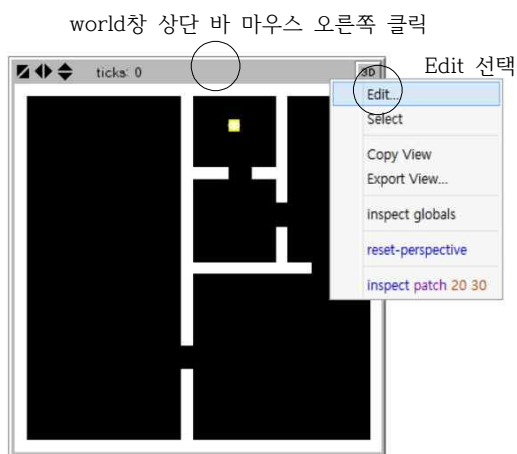 world창 상단 바 마우스 오른쪽 클릭
ticks: 0
3D
Edit 선택
Edit...
Select
Copy View
Export View...
inspect globals
reset-perspective
inspect patch 20 30